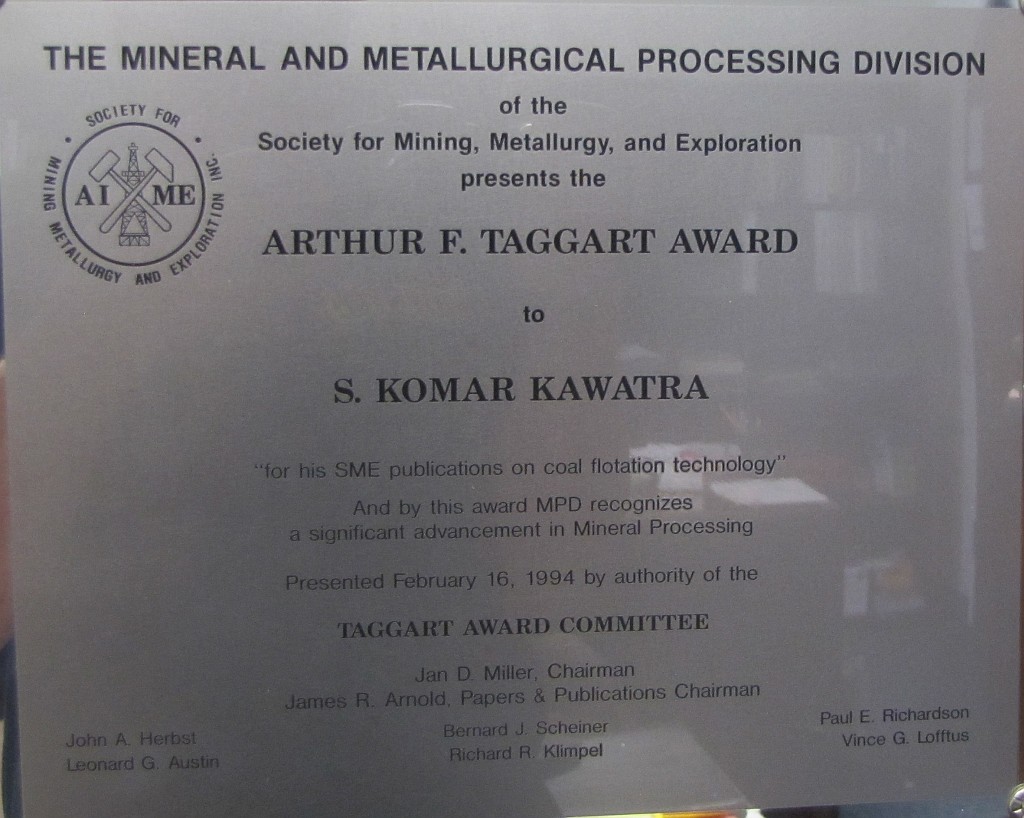 THE MINERAL AND METALLURGICAL PROCESSING DIVISION
of the
Society for Mining, Metallurgy, and Exploration
presents the
SOCIETY FOR
MINING METALLURGY AND EXPLORATION INC.
AI ME
ARTHUR F. TAGGART AWARD
to
S. KOMAR KAWATRA
"for his SME publications on coal flotation technology"
And by this award MPD recognizes
a significant advancement in Mineral Processing
Presented February 16, 1994 by authority of the
TAGGART AWARD COMMITTEE
Jan D. Miller, Chairman
James R. Arnold, Papers & Publications Chairman
John A. Herbst
Leonard G. Austin
Bernard J. Scheiner
Richard R. Klimpel
Paul E. Richardson
Vince G. Lofftus